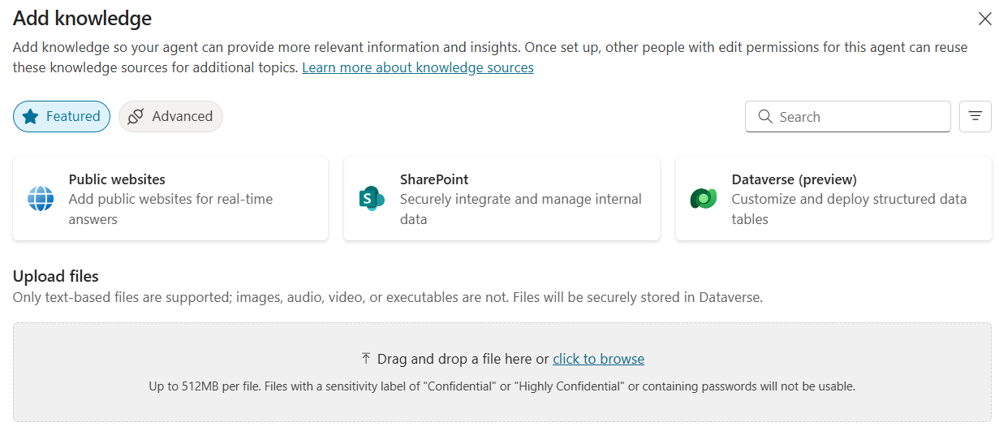 Add knowledge
Add knowledge so your agent can provide more relevant information and insights. Once set up, other people with edit permissions for this agent can reuse
these knowledge sources for additional topics. Learn more about knowledge sources
Featured
Advanced
Search
Public websites
Add public websites for real-time
answers
SharePoint
Securely integrate and manage internal
data
Dataverse (preview)
Customize and deploy structured data
tables
Upload files
Only text-based files are supported; images, audio, video, or executables are not. Files will be securely stored in Dataverse.
Drag and drop a file here or click to browse
Up to 512MB per file. Files with a sensitivity label of "Confidential" or "Highly Confidential" or containing passwords will not be usable.